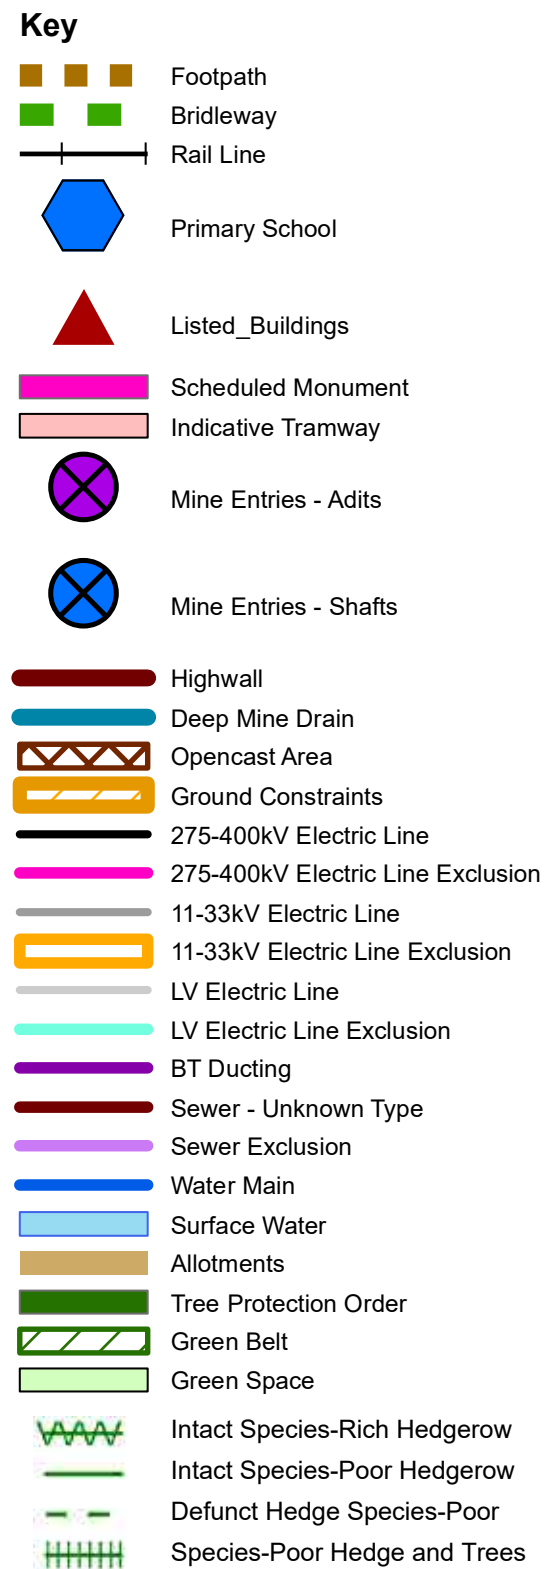 Key
Footpath
Bridleway
Rail Line
Primary School
Listed_Buildings
Scheduled Monument
Indicative Tramway
Mine Entries - Adits
Mine Entries - Shafts
Highwall
Deep Mine Drain
Opencast Area
Ground Constraints
275-400kV Electric Line
275-400kV Electric Line Exclusion
11-33kV Electric Line
11-33kV Electric Line Exclusion
LV Electric Line
LV Electric Line Exclusion
BT Ducting
Sewer - Unknown Type
Sewer Exclusion
Water Main
Surface Water
Allotments
Tree Protection Order
Green Belt
Green Space
Intact Species-Rich Hedgerow
Intact Species-Poor Hedgerow
Defunct Hedge Species-Poor
Species-Poor Hedge and Trees